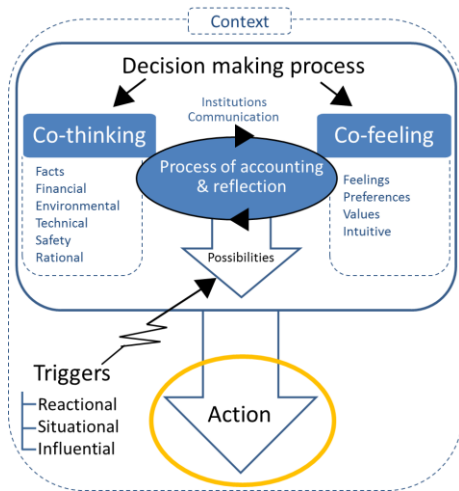 Context
Decision making process
Institutions
Communication
Co-thinking
Co-feeling
Process of accounting
& reflection
Facts
Financial
Environmental
Technical
Safety
Rational
Feelings
Preferences
Values
Intuitive
Possibilities
Triggers
Reactional
Situational
Influential
Action